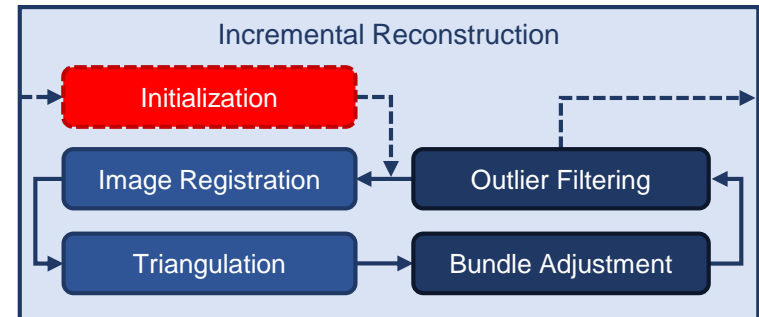 Incremental Reconstruction
Initialization
Image Registration
Outlier Filtering
Triangulation
Bundle Adjustment